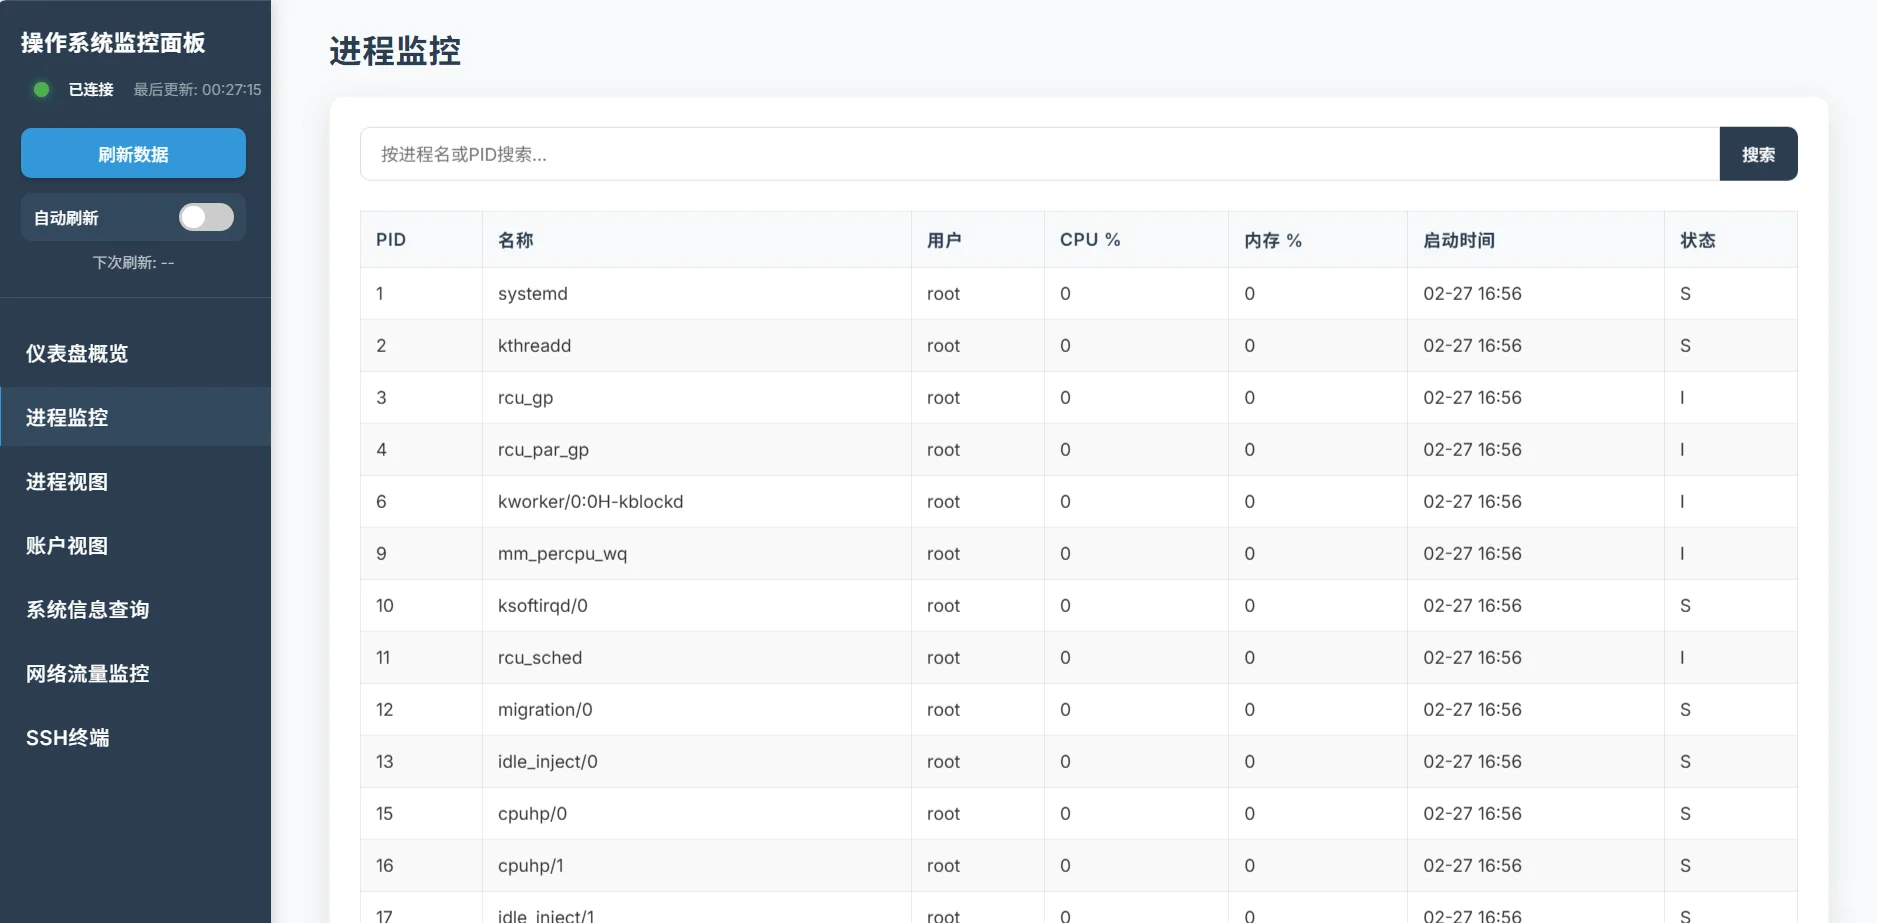 操作系统监控面板
已连接 最后更新: 00:27:15
刷新数据
自动刷新
下次刷新: --
仪表盘概览
进程监控
进程视图
账户视图
系统信息查询
网络流量监控
SSH终端
进程监控
按进程名或PID搜索... 搜索
PID 名称 用户 CPU % 内存 % 启动时间 状态
1 systemd root 0 0 02-27 16:56 S
2 kthreadd root 0 0 02-27 16:56 S
3 rcu_gp root 0 0 02-27 16:56 I
4 rcu_par_gp root 0 0 02-27 16:56 I
6 kworker/0:0H-kblockd root 0 0 02-27 16:56 I
9 mm_percpu_wq root 0 0 02-27 16:56 I
10 ksoftirqd/0 root 0 0 02-27 16:56 S
11 rcu_sched root 0 0 02-27 16:56 I
12 migration/0 root 0 0 02-27 16:56 S
13 idle_inject/0 root 0 0 02-27 16:56 S
15 cpuhp/0 root 0 0 02-27 16:56 S
16 cpuhp/1 root 0 0 02-27 16:56 S
17 idle_inject/1 root 0 0 02-27 16:56 S